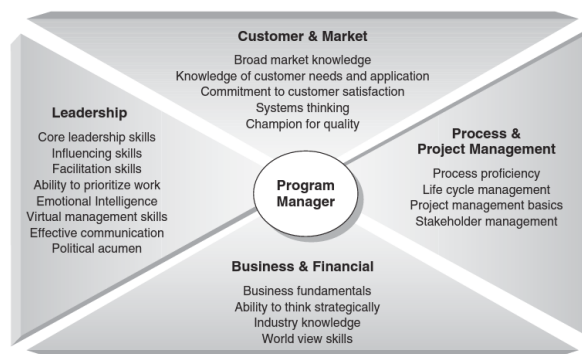 Customer & Market
Broad market knowledge
Knowledge of customer needs and application
Commitment to customer satisfaction
Systems thinking
Champion for quality
Leadership
Core leadership skills
Influencing skills
Facilitation skills
Ability to prioritize work
Emotional Intelligence
Virtual management skills
Effective communication
Political acumen
Program
Manager
Process &
Project Management
Process proficiency
Life cycle management
Project management basics
Stakeholder management
Business & Financial
Business fundamentals
Ability to think strategically
Industry knowledge
World view skills